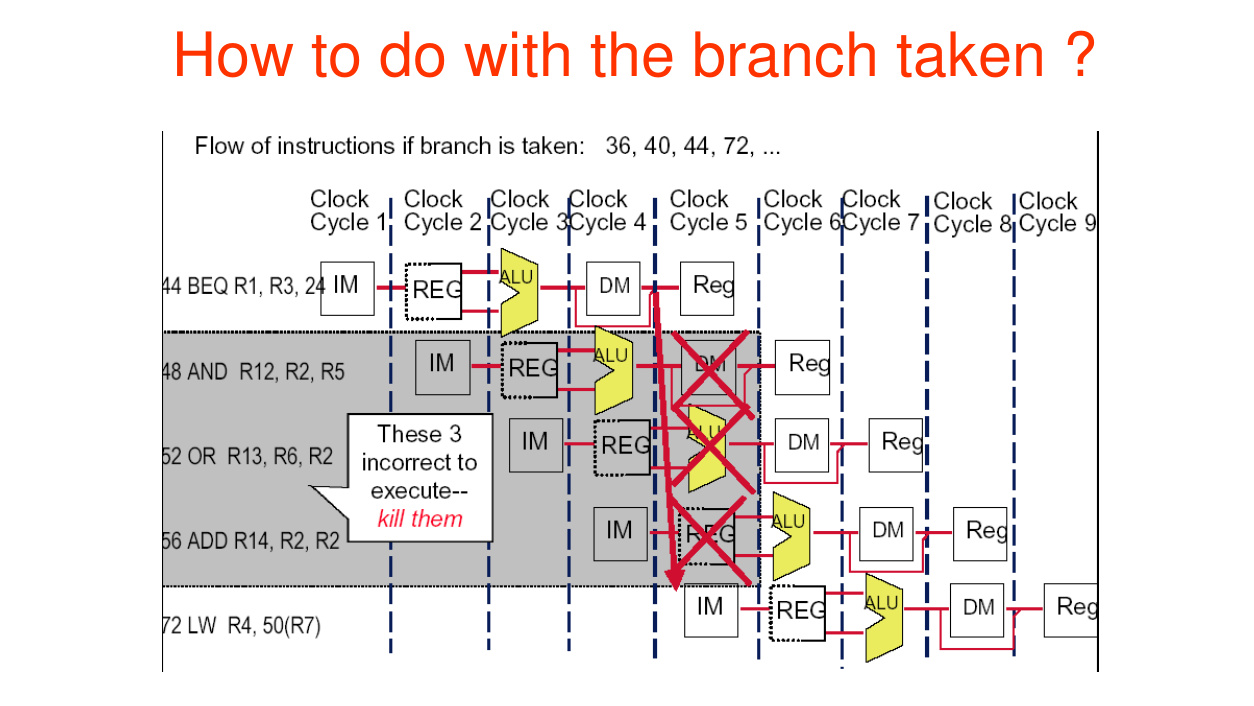 How to do with the branch taken ?
Flow of instructions if branch is taken: 36, 40, 44, 72, ...
Clock Clock Clock Clock Clock Clock Clock Clock Clock
Cycle 1 Cycle 2 Cycle 3 Cycle 4 Cycle 5 Cycle 6 Cycle 7 Cycle 8 Cycle 9
44 BEQ R1, R3, 24 IM REG ALU DM Reg
48 AND R12, R2, R5 IM REG ALU DM Reg
52 OR R13, R6, R2 IM REG ALU DM Reg
These 3
incorrect to
execute--
kill them
56 ADD R14, R2, R2 IM REG ALU DM Reg
72 LW R4, 50(R7) IM REG ALU DM Reg